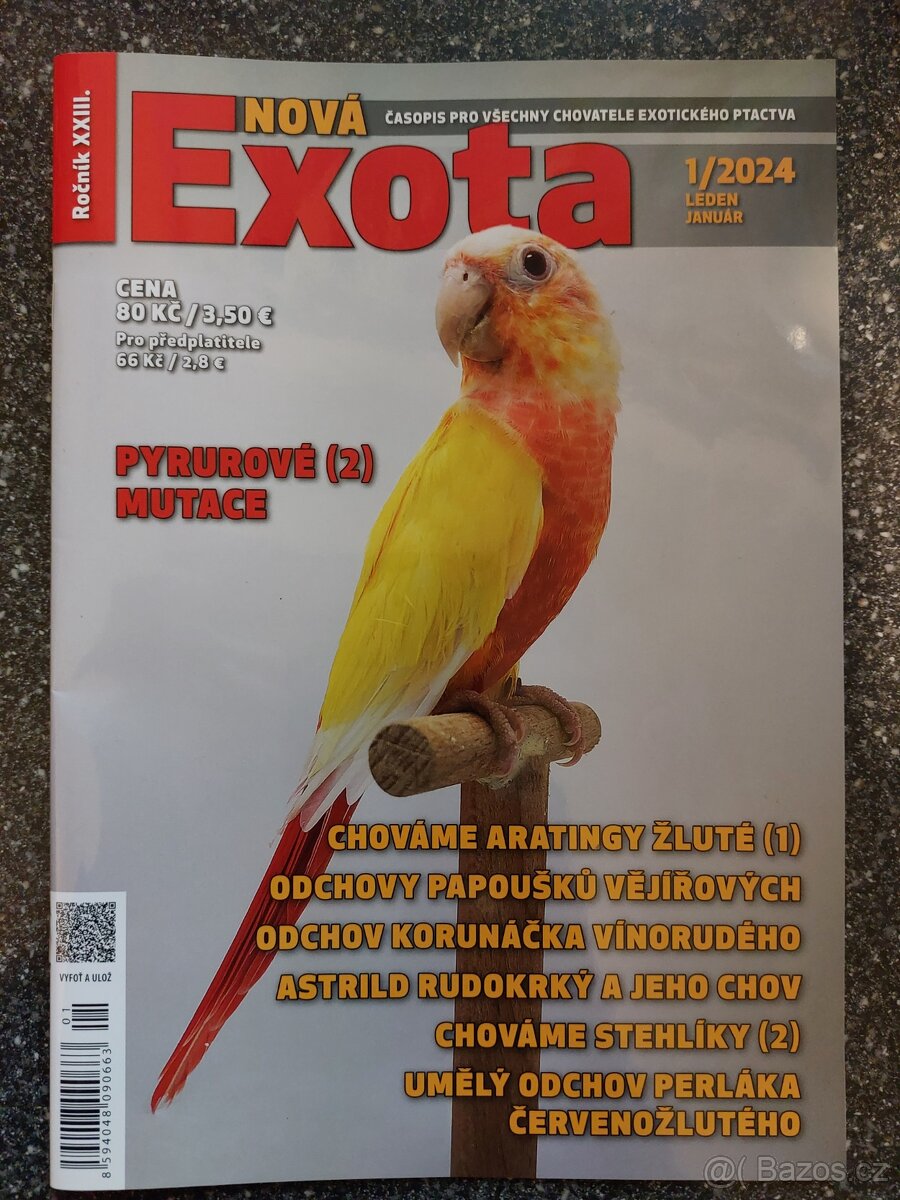 Ročník XXIII.
NOVÁ
ČASOPIS PRO VŠECHNY CHOVATELE EXOTICKÉHO PTACTVA
Exota
1/2024
LEDEN
JANUÁR
CENA
80 KČ / 3,50 €
Pro předplatitele
66 Kč / 2,8 €
PYRUROVÉ (2)
MUTACE
CHOVÁME ARATINGY ŽLUTÉ (1)
ODCHOVY PAPOUŠKŮ VĚJÍŘOVÝCH
ODCHOV KORUNÁČKA VÍNORUDÉHO
ASTRILD RUDOKRKÝ A JEHO CHOV
CHOVÁME STEHLÍKY (2)
UMĚLÝ ODCHOV PERLÁKA
ČERVENOŽLUTÉHO
VYFOŤ A ULOŽ
01
8594048090663
@( Bazos.cz